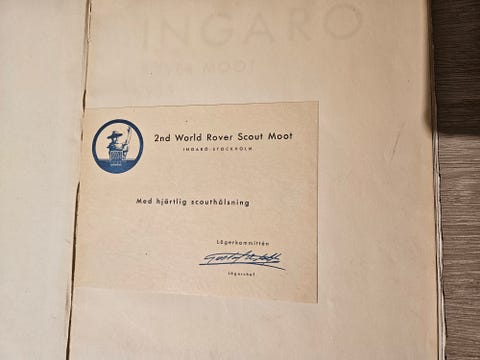 INGARO
2nd World Rover Scout Moot
INGARÖ-STOCKHOLM
Med hjärtlig scouthälsning
Lägerkommittén
Lägerchef